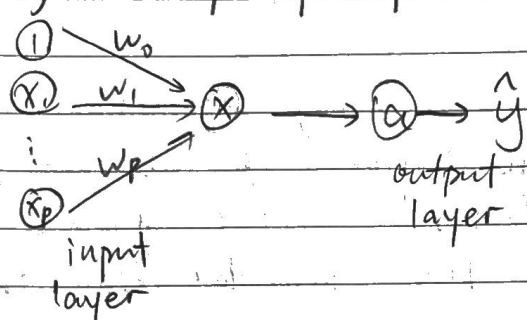 1 w₀
x₁ w₁ x a ŷ
⋮
wₚ
xₚ
output
layer
input
layer